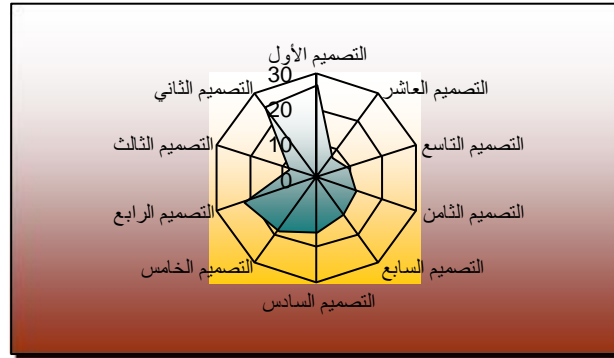 التصميم الأول
التصميم الثاني
التصميم الثالث
التصميم الرابع
التصميم الخامس
التصميم السادس
التصميم السابع
التصميم الثامن
التصميم التاسع
التصميم العاشر
30
20
10
0